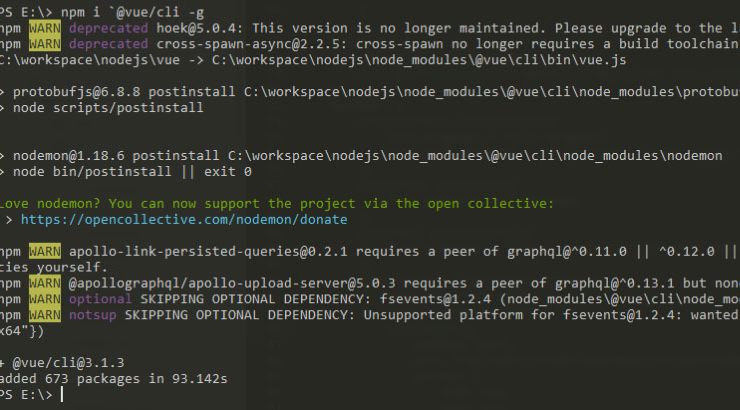 PS E:\> npm i `@vue/cli -g
npm WARN deprecated hoek@5.0.4: This version is no longer maintained. Please upgrade to the
npm WARN deprecated cross-spawn-async@2.2.5: cross-spawn no longer requires a build toolchain
C:\workspace\nodejs\vue -> C:\workspace\nodejs\node_modules\@vue\cli\bin\vue.js
> protobufjs@6.8.8 postinstall C:\workspace\nodejs\node_modules\@vue\cli\node_modules\protobu
> node scripts/postinstall
> nodemon@1.18.6 postinstall C:\workspace\nodejs\node_modules\@vue\cli\node_modules\nodemon
> node bin/postinstall || exit 0
Love nodemon? You can now support the project via the open collective:
> https://opencollective.com/nodemon/donate
npm WARN apollo-link-persisted-queries@0.2.1 requires a peer of graphql@^0.11.0 || ^0.12.0 ||
cies yourself.
npm WARN @apollographql/apollo-upload-server@5.0.3 requires a peer of graphql@^0.13.1 but non
npm WARN optional SKIPPING OPTIONAL DEPENDENCY: fsevents@1.2.4 (node_modules\@vue\cli\node_mo
npm WARN notsup SKIPPING OPTIONAL DEPENDENCY: Unsupported platform for fsevents@1.2.4: wanted
x64"})
+ @vue/cli@3.1.3
added 673 packages in 93.142s
PS E:\>